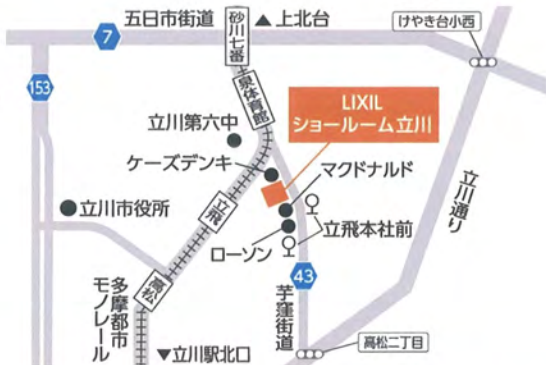 五日市街道
▲上北台
けやき台小西
7
砂川七番
153
泉体育館
LIXIL
ショールーム立川
立川第六中
ケーズデンキ
マクドナルド
立川通り
立川市役所
立飛
立飛本社前
ローソン
高松
43
多摩都市
モノレール
芋窪街道
高松二丁目
▼立川駅北口